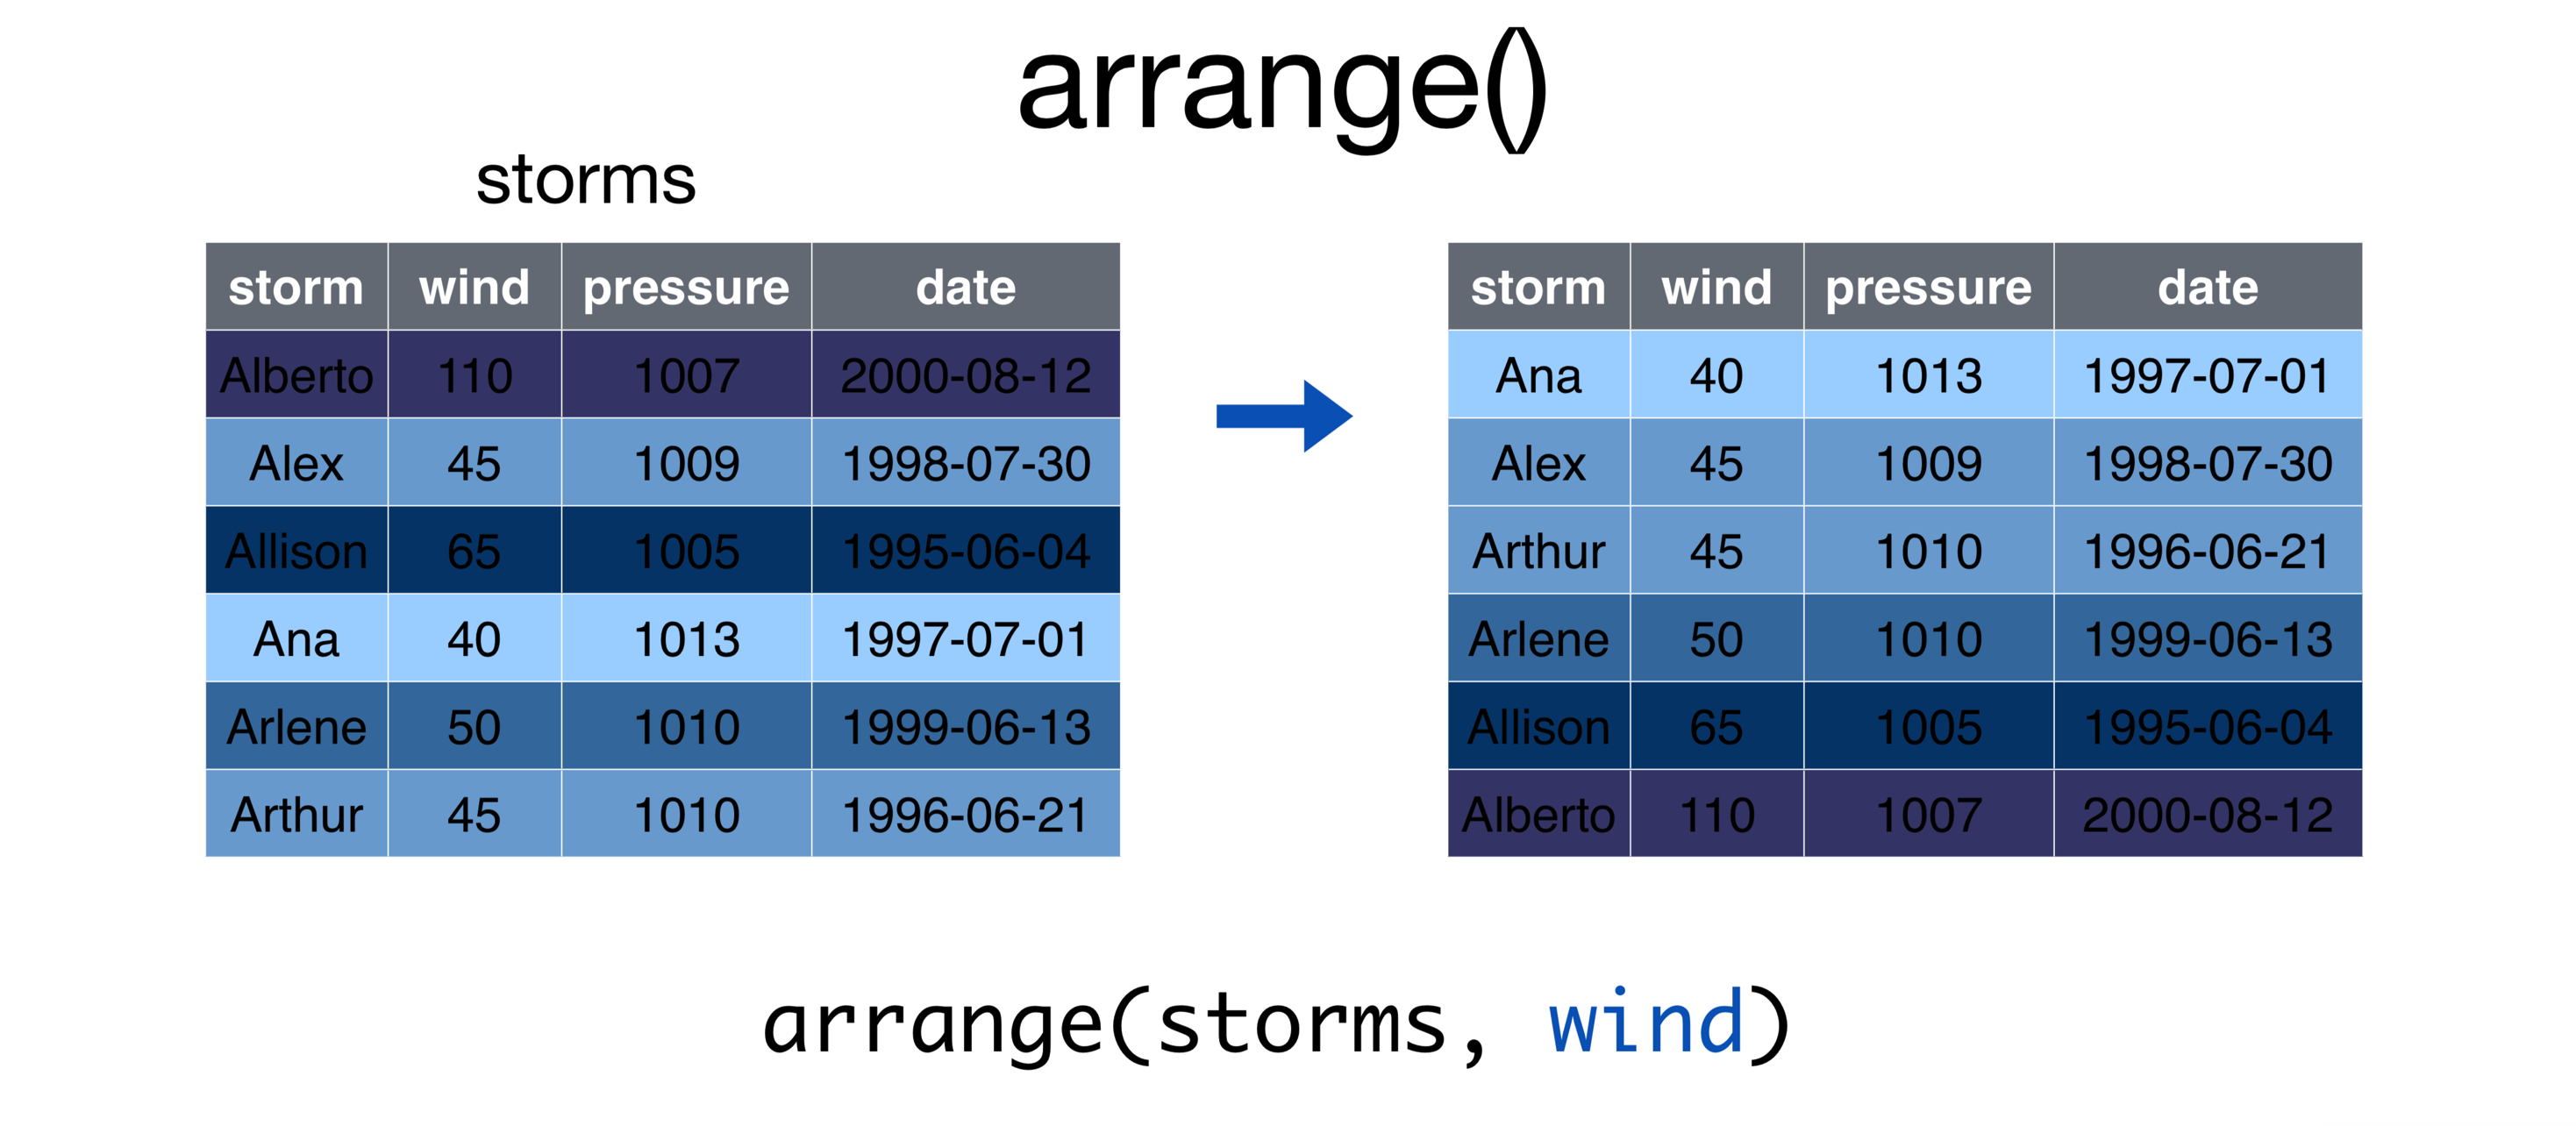 arrange()
storms
storm wind pressure date
Alberto 110 1007 2000-08-12
Alex 45 1009 1998-07-30
Allison 65 1005 1995-06-04
Ana 40 1013 1997-07-01
Arlene 50 1010 1999-06-13
Arthur 45 1010 1996-06-21
storm wind pressure date
Ana 40 1013 1997-07-01
Alex 45 1009 1998-07-30
Arthur 45 1010 1996-06-21
Arlene 50 1010 1999-06-13
Allison 65 1005 1995-06-04
Alberto 110 1007 2000-08-12
arrange(storms, wind)